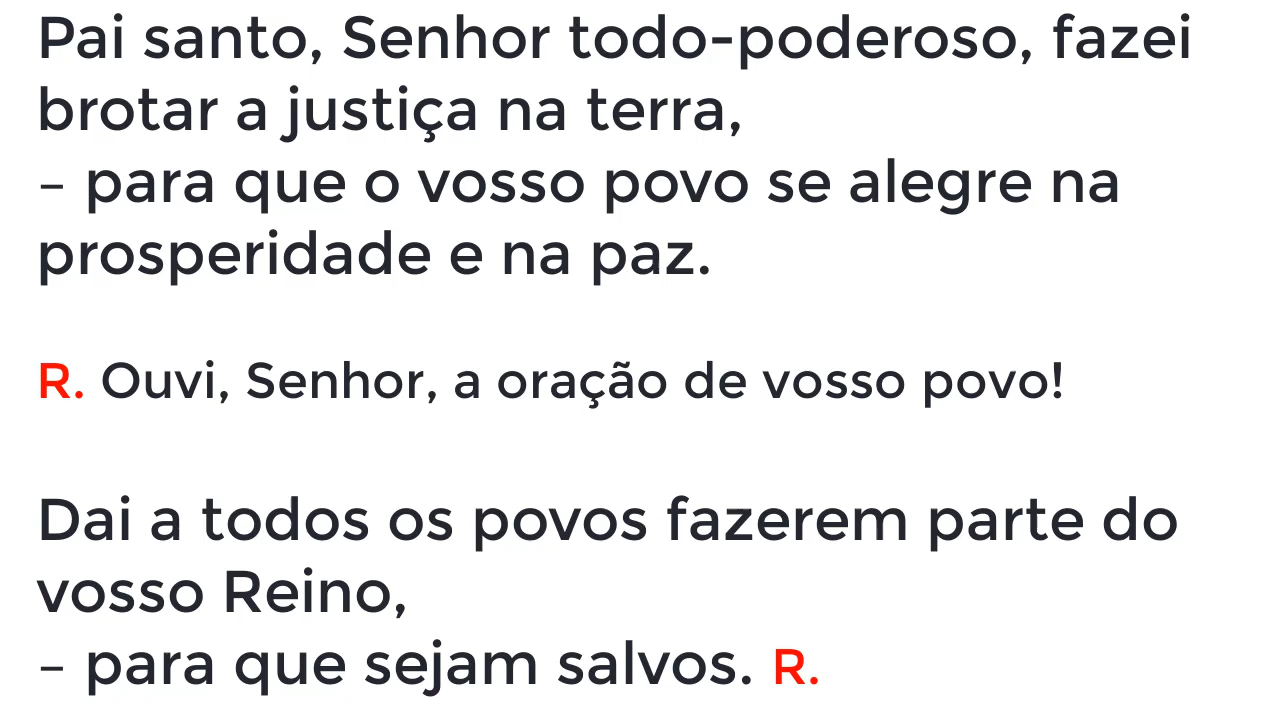 Pai santo, Senhor todo-poderoso, fazei
brotar a justiça na terra,
– para que o vosso povo se alegre na
prosperidade e na paz.
R. Ouvi, Senhor, a oração de vosso povo!
Dai a todos os povos fazerem parte do
vosso Reino,
– para que sejam salvos. R.